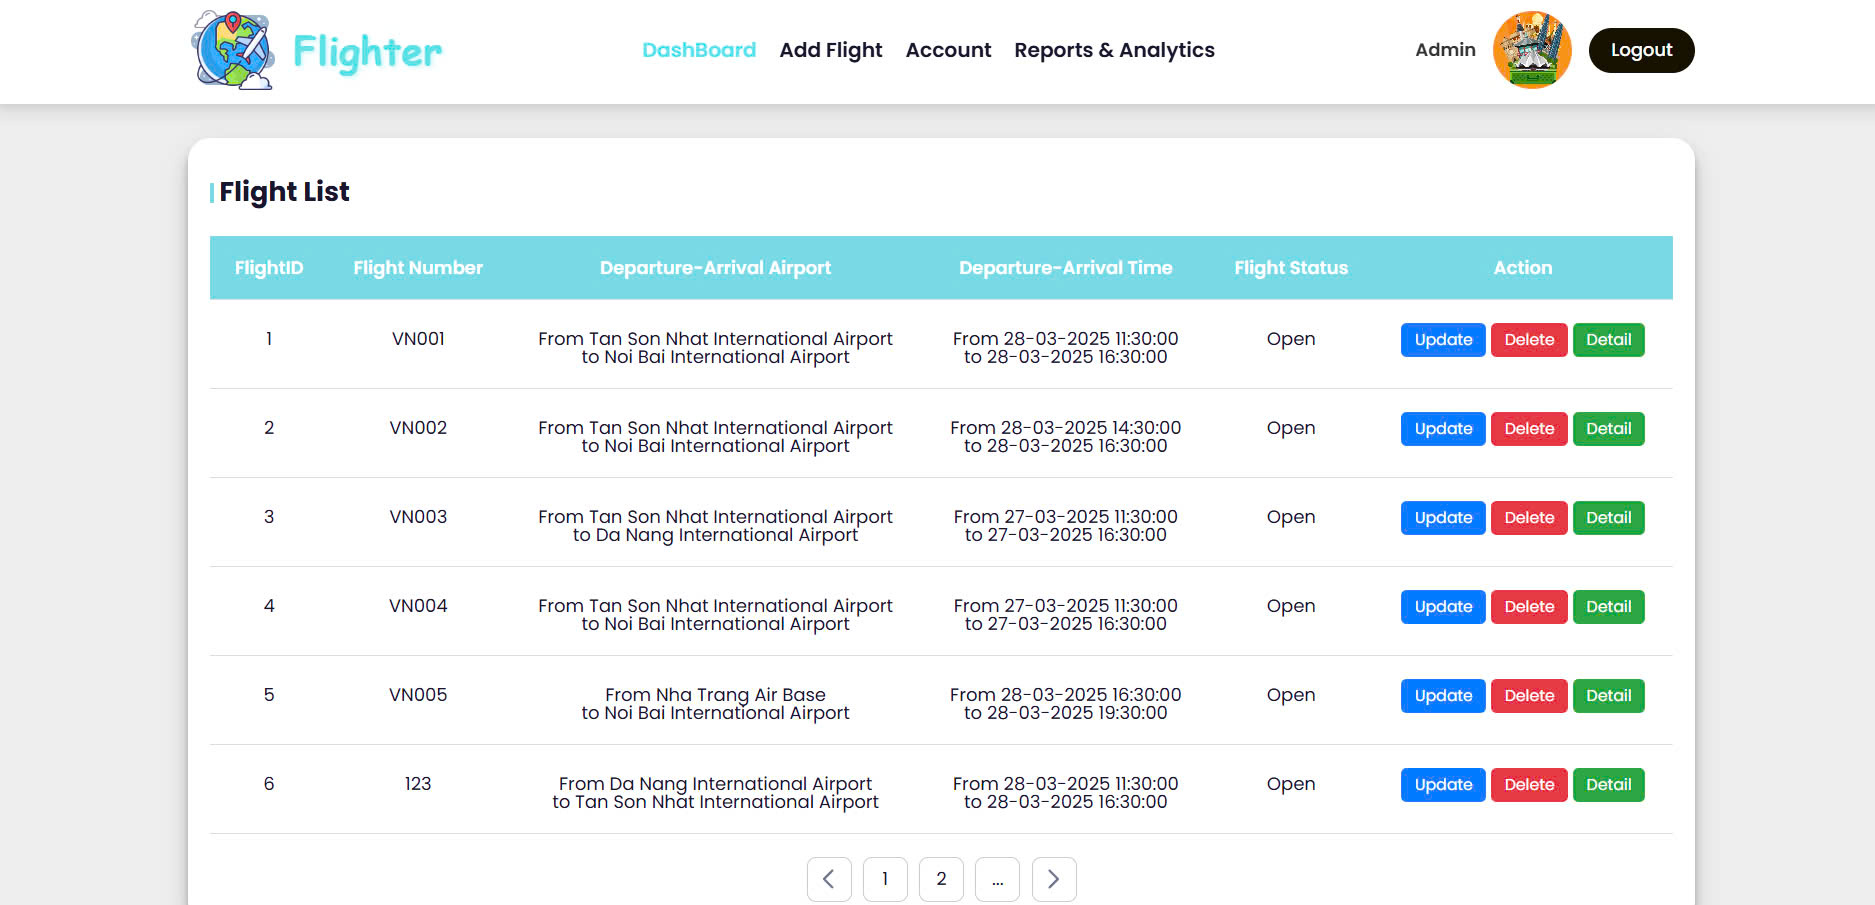 Flighter
DashBoard Add Flight Account Reports & Analytics
Admin
Logout
Flight List
FlightID Flight Number Departure-Arrival Airport Departure-Arrival Time Flight Status Action
1 VN001 From Tan Son Nhat International Airport From 28-03-2025 11:30:00 Open Update Delete Detail
to Noi Bai International Airport to 28-03-2025 16:30:00
2 VN002 From Tan Son Nhat International Airport From 28-03-2025 14:30:00 Open Update Delete Detail
to Noi Bai International Airport to 28-03-2025 16:30:00
3 VN003 From Tan Son Nhat International Airport From 27-03-2025 11:30:00 Open Update Delete Detail
to Da Nang International Airport to 27-03-2025 16:30:00
4 VN004 From Tan Son Nhat International Airport From 27-03-2025 11:30:00 Open Update Delete Detail
to Noi Bai International Airport to 27-03-2025 16:30:00
5 VN005 From Nha Trang Air Base From 28-03-2025 16:30:00 Open Update Delete Detail
to Noi Bai International Airport to 28-03-2025 19:30:00
6 123 From Da Nang International Airport From 28-03-2025 11:30:00 Open Update Delete Detail
to Tan Son Nhat International Airport to 28-03-2025 16:30:00
1 2 ...